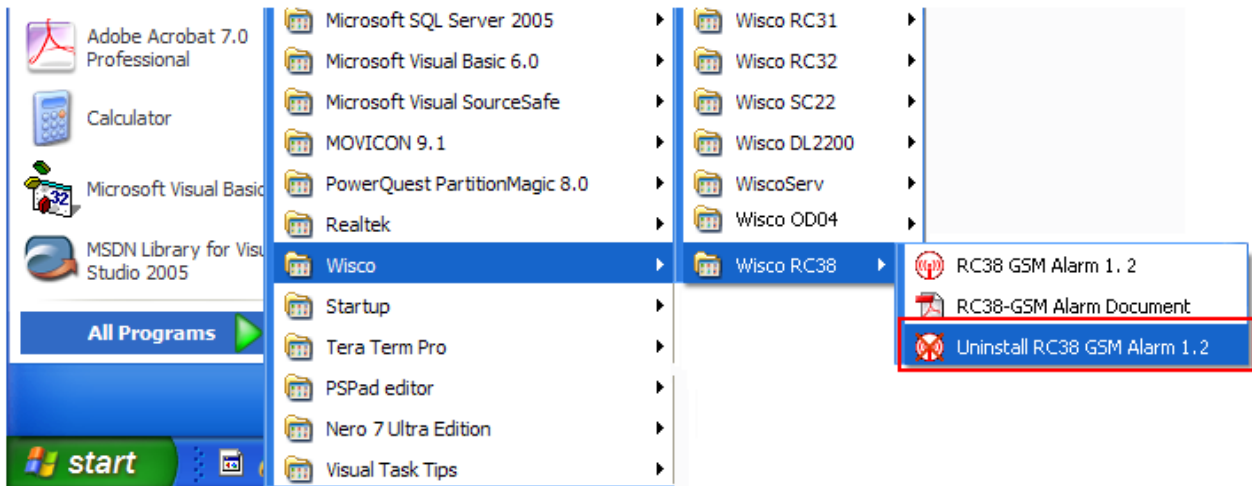 Adobe Acrobat 7.0
Professional
Calculator
Microsoft Visual Basic
MSDN Library for Visu
Studio 2005
All Programs
start
Microsoft SQL Server 2005
Microsoft Visual Basic 6.0
Microsoft Visual SourceSafe
MOVICON 9.1
PowerQuest PartitionMagic 8.0
Realtek
Wisco
Startup
Tera Term Pro
PSPad editor
Nero 7 Ultra Edition
Visual Task Tips
Wisco RC31
Wisco RC32
Wisco SC22
Wisco DL2200
WiscoServ
Wisco OD04
Wisco RC38
RC38 GSM Alarm 1. 2
RC38-GSM Alarm Document
Uninstall RC38 GSM Alarm 1.2